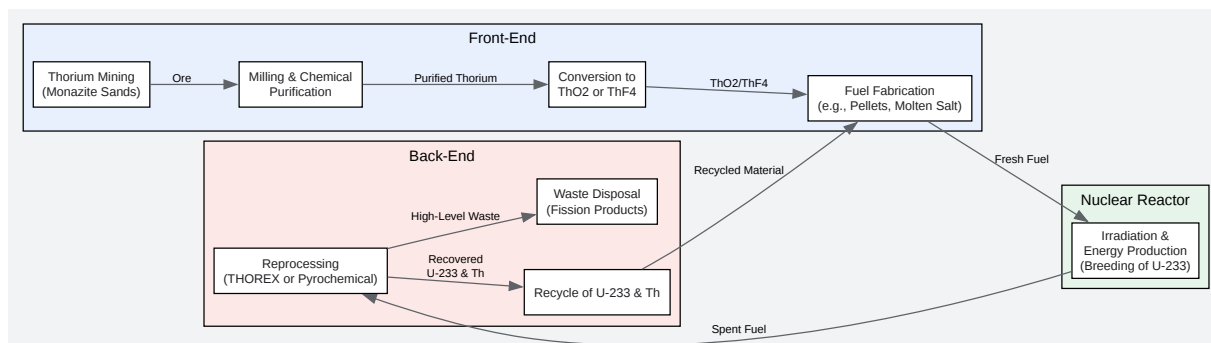 Front-End
Thorium Mining
(Monazite Sands)
Ore
Milling & Chemical
Purification
Purified Thorium
Conversion to
ThO2 or ThF4
ThO2/ThF4
Fuel Fabrication
(e.g., Pellets, Molten Salt)
Back-End
Recycled Material
Fresh Fuel
Waste Disposal
(Fission Products)
High-Level Waste
Nuclear Reactor
Irradiation &
Energy Production
(Breeding of U-233)
Reprocessing
(THOREX or Pyrochemical)
Recovered
U-233 & Th
Recycle of U-233 & Th
Spent Fuel